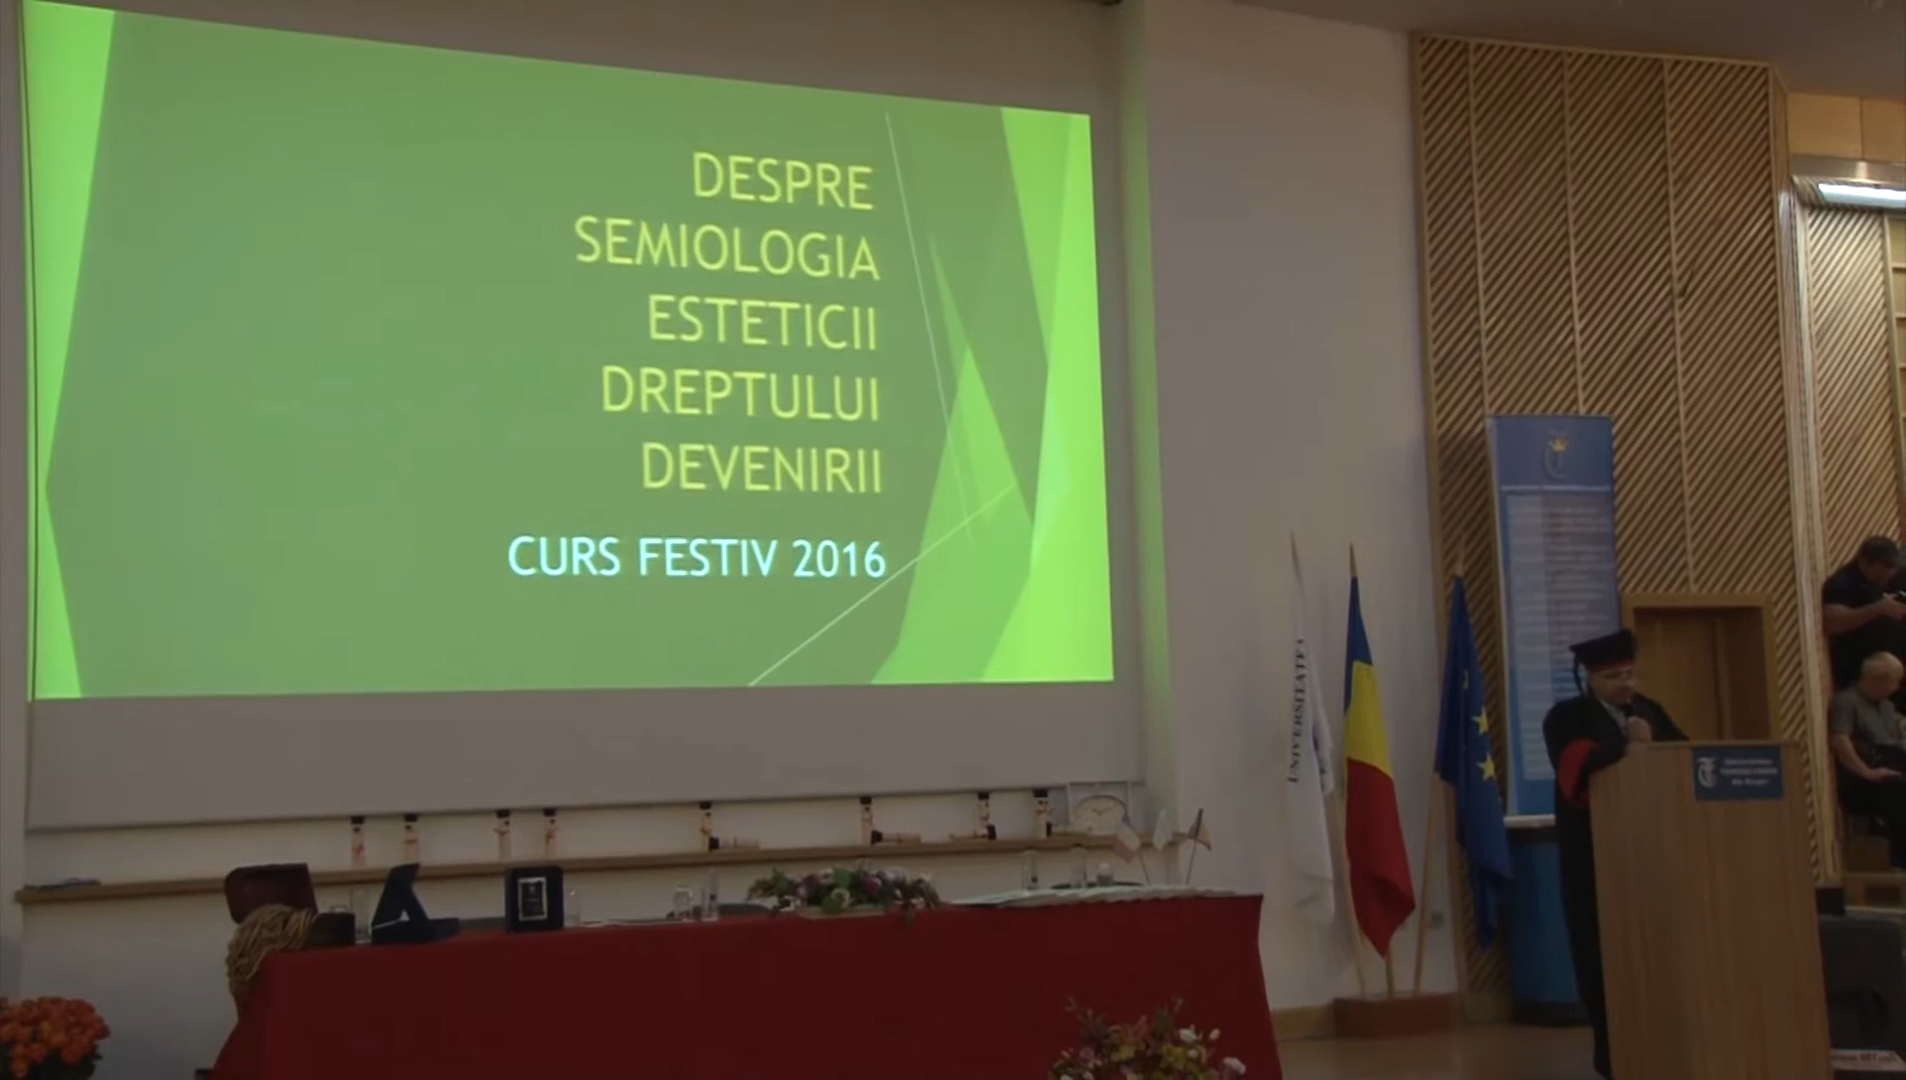 DESPRE
SEMIOLOGIA
ESTETICII
DREPTULUI
DEVENIRII
CURS FESTIV 2016
UNIVERSITATEA